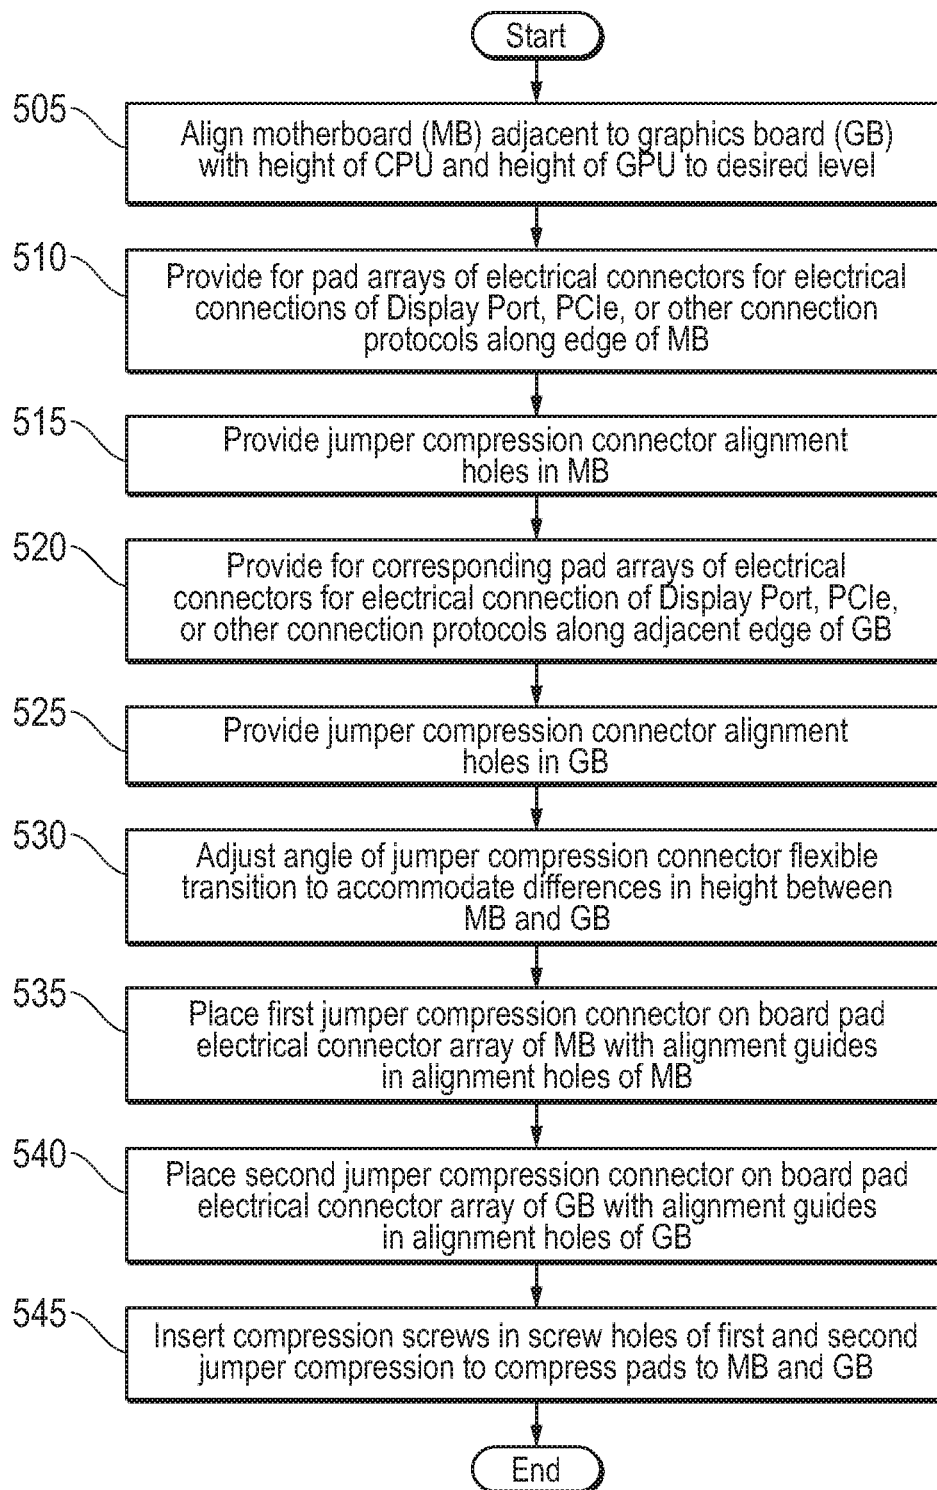 Start
505
Align motherboard (MB) adjacent to graphics board (GB)
with height of CPU and height of GPU to desired level
510
Provide for pad arrays of electrical connectors for electrical
connections of Display Port, PCIe, or other connection
protocols along edge of MB
515
Provide jumper compression connector alignment
holes in MB
520
Provide for corresponding pad arrays of electrical
connectors for electrical connection of Display Port, PCIe,
or other connection protocols along adjacent edge of GB
525
Provide jumper compression connector alignment
holes in GB
530
Adjust angle of jumper compression connector flexible
transition to accommodate differences in height between
MB and GB
535
Place first jumper compression connector on board pad
electrical connector array of MB with alignment guides
in alignment holes of MB
540
Place second jumper compression connector on board pad
electrical connector array of GB with alignment guides
in alignment holes of GB
545
Insert compression screws in screw holes of first and second
jumper compression to compress pads to MB and GB
End